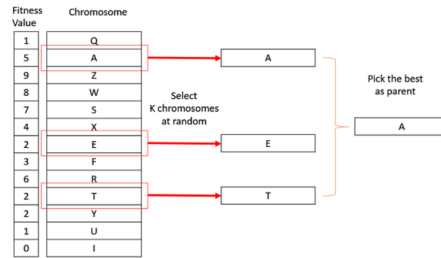 Fitness
Value
Chromosome
1 Q
5 A
9 Z
8 W
7 S
4 X
2 E
3 F
6 R
2 T
2 Y
1 U
0 I
Select
K chromosomes
at random
A
E
T
Pick the best
as parent
A